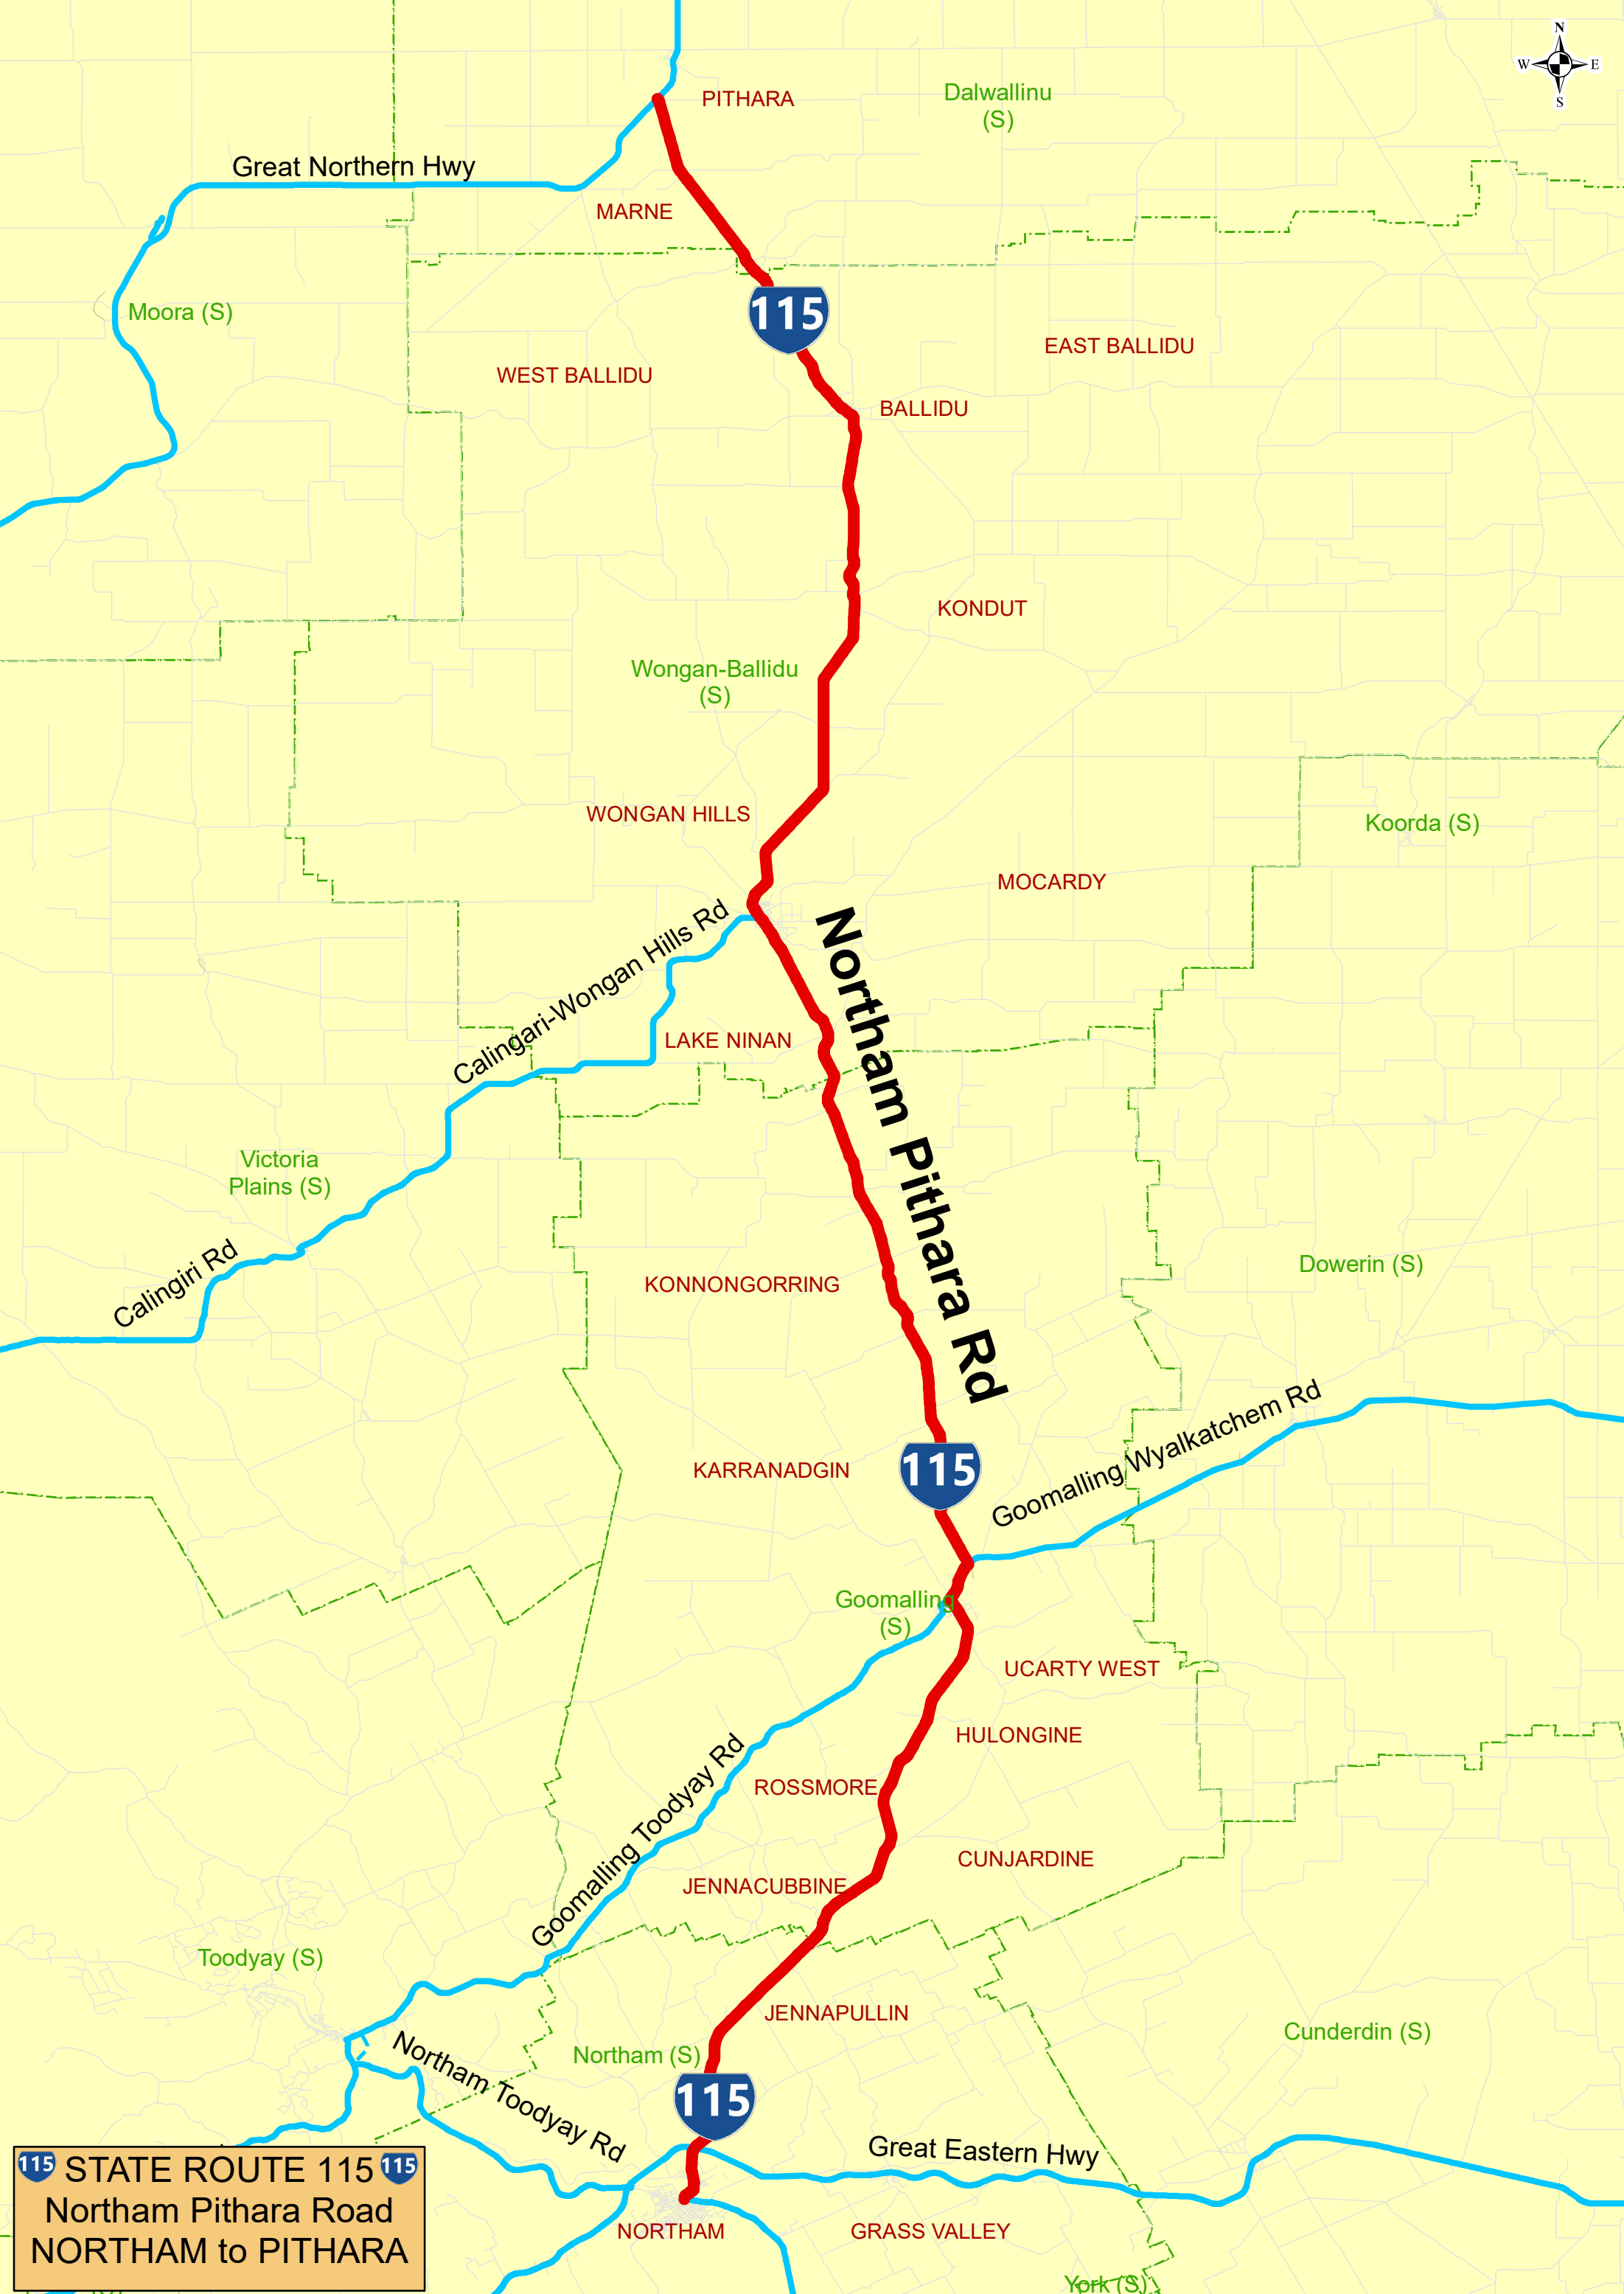 N
W E
S
PITHARA
Dalwallinu
(S)
Great Northern Hwy
MARNE
Moora (S)
115
EAST BALLIDU
WEST BALLIDU
BALLIDU
KONDUT
Wongan-Ballidu
(S)
WONGAN HILLS
Koorda (S)
MOCARDY
Calingari-Wongan Hills Rd
Northam Pithara Rd
LAKE NINAN
Victoria
Plains (S)
Calingiri Rd
Dowerin (S)
KONNONGORRING
Goomalling Wyalkatchem Rd
KARRANADGIN
115
Goomalling
(S)
UCARTY WEST
HULONGINE
Goomalling Toodyay Rd
ROSSMORE
CUNJARDINE
JENNACUBBINE
Toodyay (S)
JENNAPULLIN
Cunderdin (S)
Northam (S)
Northam Toodyay Rd
115
Great Eastern Hwy
115 STATE ROUTE 115 115
Northam Pithara Road
NORTHAM to PITHARA
NORTHAM
GRASS VALLEY
York (S)